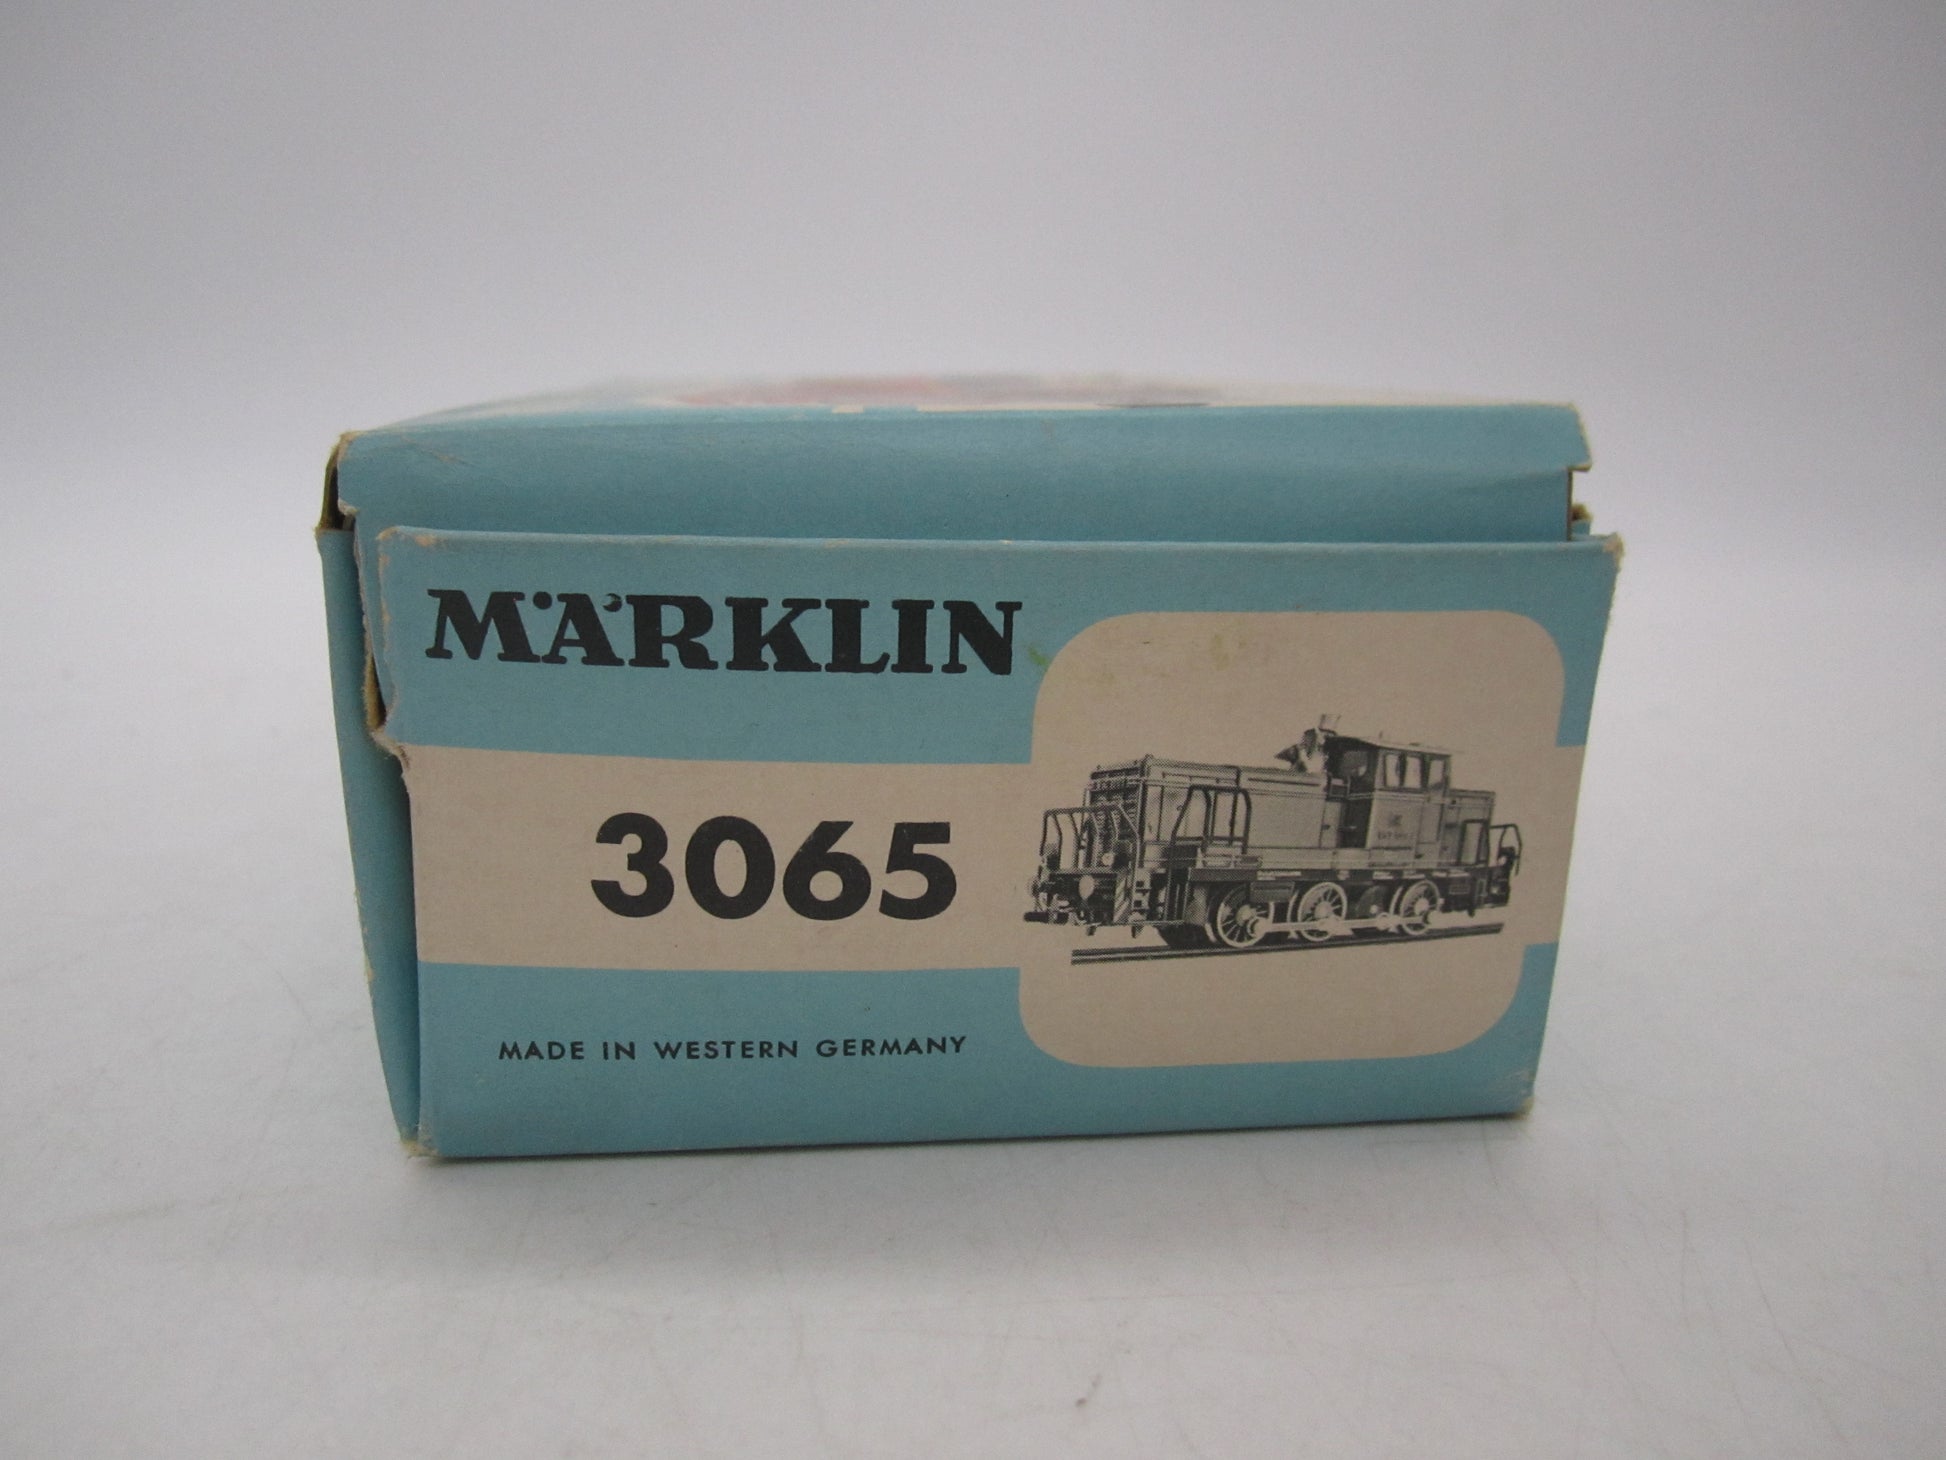 MÄRKLIN
3065
MADE IN WESTERN GERMANY